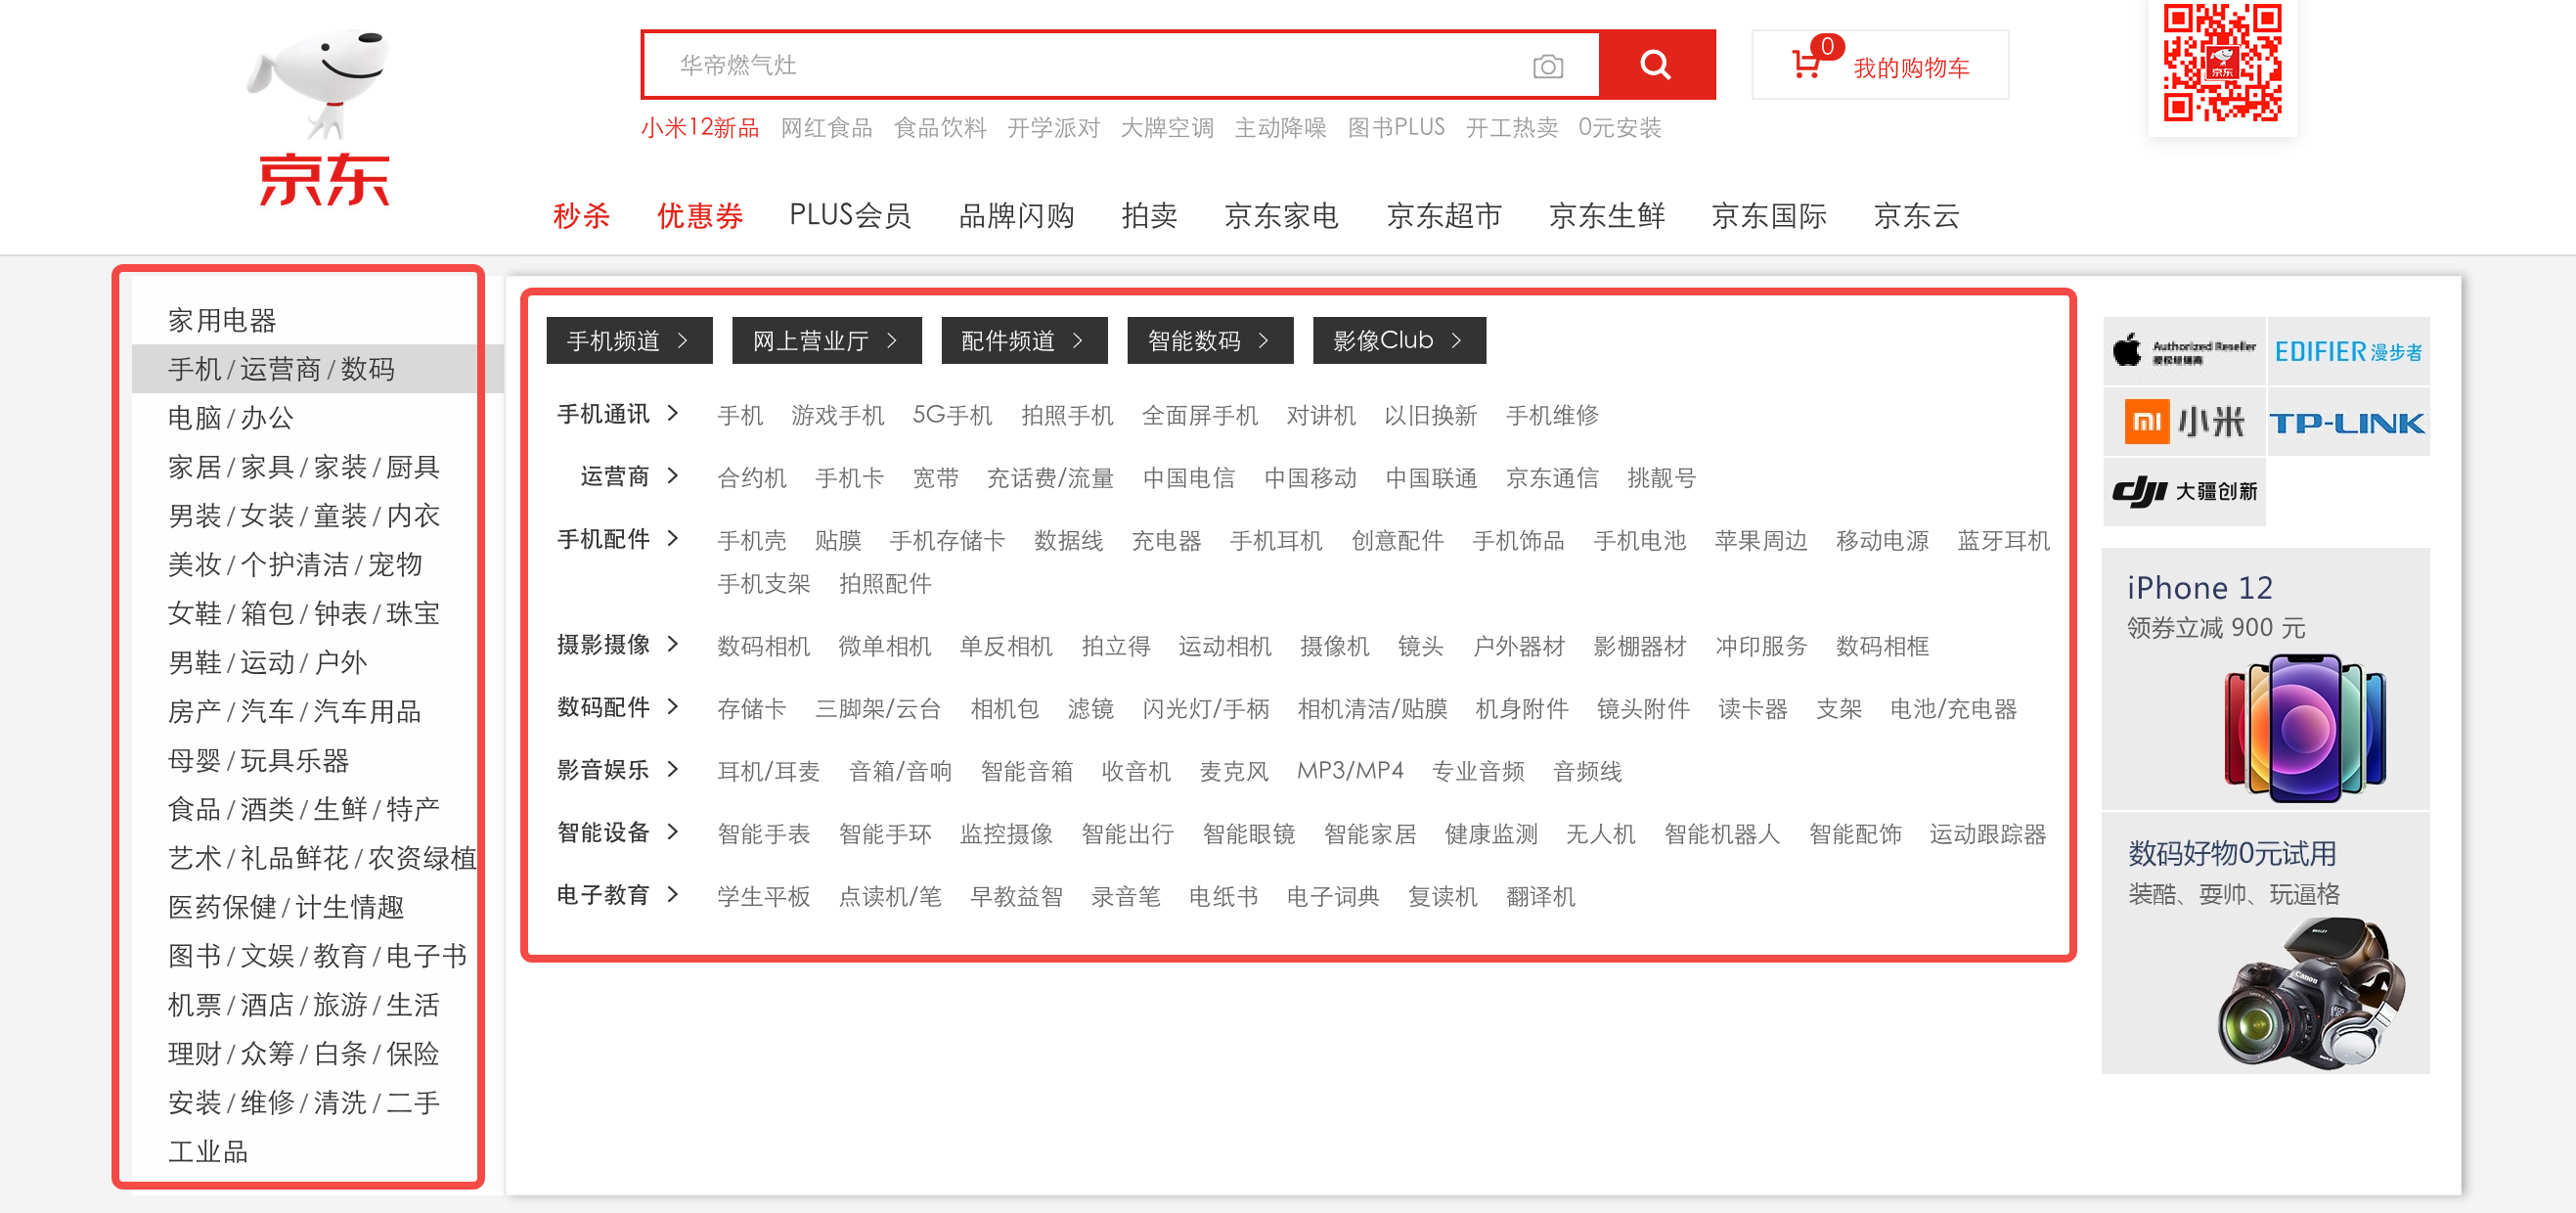 京东
华帝燃气灶
0
我的购物车
京东
小米12新品 网红食品 食品饮料 开学派对 大牌空调 主动降噪 图书PLUS 开工热卖 0元安装
秒杀 优惠券 PLUS会员 品牌闪购 拍卖 京东家电 京东超市 京东生鲜 京东国际 京东云
家用电器
手机 / 运营商 / 数码
电脑 / 办公
家居 / 家具 / 家装 / 厨具
男装 / 女装 / 童装 / 内衣
美妆 / 个护清洁 / 宠物
女鞋 / 箱包 / 钟表 / 珠宝
男鞋 / 运动 / 户外
房产 / 汽车 / 汽车用品
母婴 / 玩具乐器
食品 / 酒类 / 生鲜 / 特产
艺术 / 礼品鲜花 / 农资绿植
医药保健 / 计生情趣
图书 / 文娱 / 教育 / 电子书
机票 / 酒店 / 旅游 / 生活
理财 / 众筹 / 白条 / 保险
安装 / 维修 / 清洗 / 二手
工业品
手机频道 > 网上营业厅 > 配件频道 > 智能数码 > 影像Club >
手机通讯 > 手机 游戏手机 5G手机 拍照手机 全面屏手机 对讲机 以旧换新 手机维修
运营商 > 合约机 手机卡 宽带 充话费/流量 中国电信 中国移动 中国联通 京东通信 挑靓号
手机配件 > 手机壳 贴膜 手机存储卡 数据线 充电器 手机耳机 创意配件 手机饰品 手机电池 苹果周边 移动电源 蓝牙耳机
手机支架 拍照配件
摄影摄像 > 数码相机 微单相机 单反相机 拍立得 运动相机 摄像机 镜头 户外器材 影棚器材 冲印服务 数码相框
数码配件 > 存储卡 三脚架/云台 相机包 滤镜 闪光灯/手柄 相机清洁/贴膜 机身附件 镜头附件 读卡器 支架 电池/充电器
影音娱乐 > 耳机/耳麦 音箱/音响 智能音箱 收音机 麦克风 MP3/MP4 专业音频 音频线
智能设备 > 智能手表 智能手环 监控摄像 智能出行 智能眼镜 智能家居 健康监测 无人机 智能机器人 智能配饰 运动跟踪器
电子教育 > 学生平板 点读机/笔 早教益智 录音笔 电纸书 电子词典 复读机 翻译机
Authorized Reseller
授权经销商
EDIFIER 漫步者
mi 小米
TP-LINK
dji 大疆创新
iPhone 12
领券立减 900 元
数码好物0元试用
装酷、耍帅、玩逼格
Canon